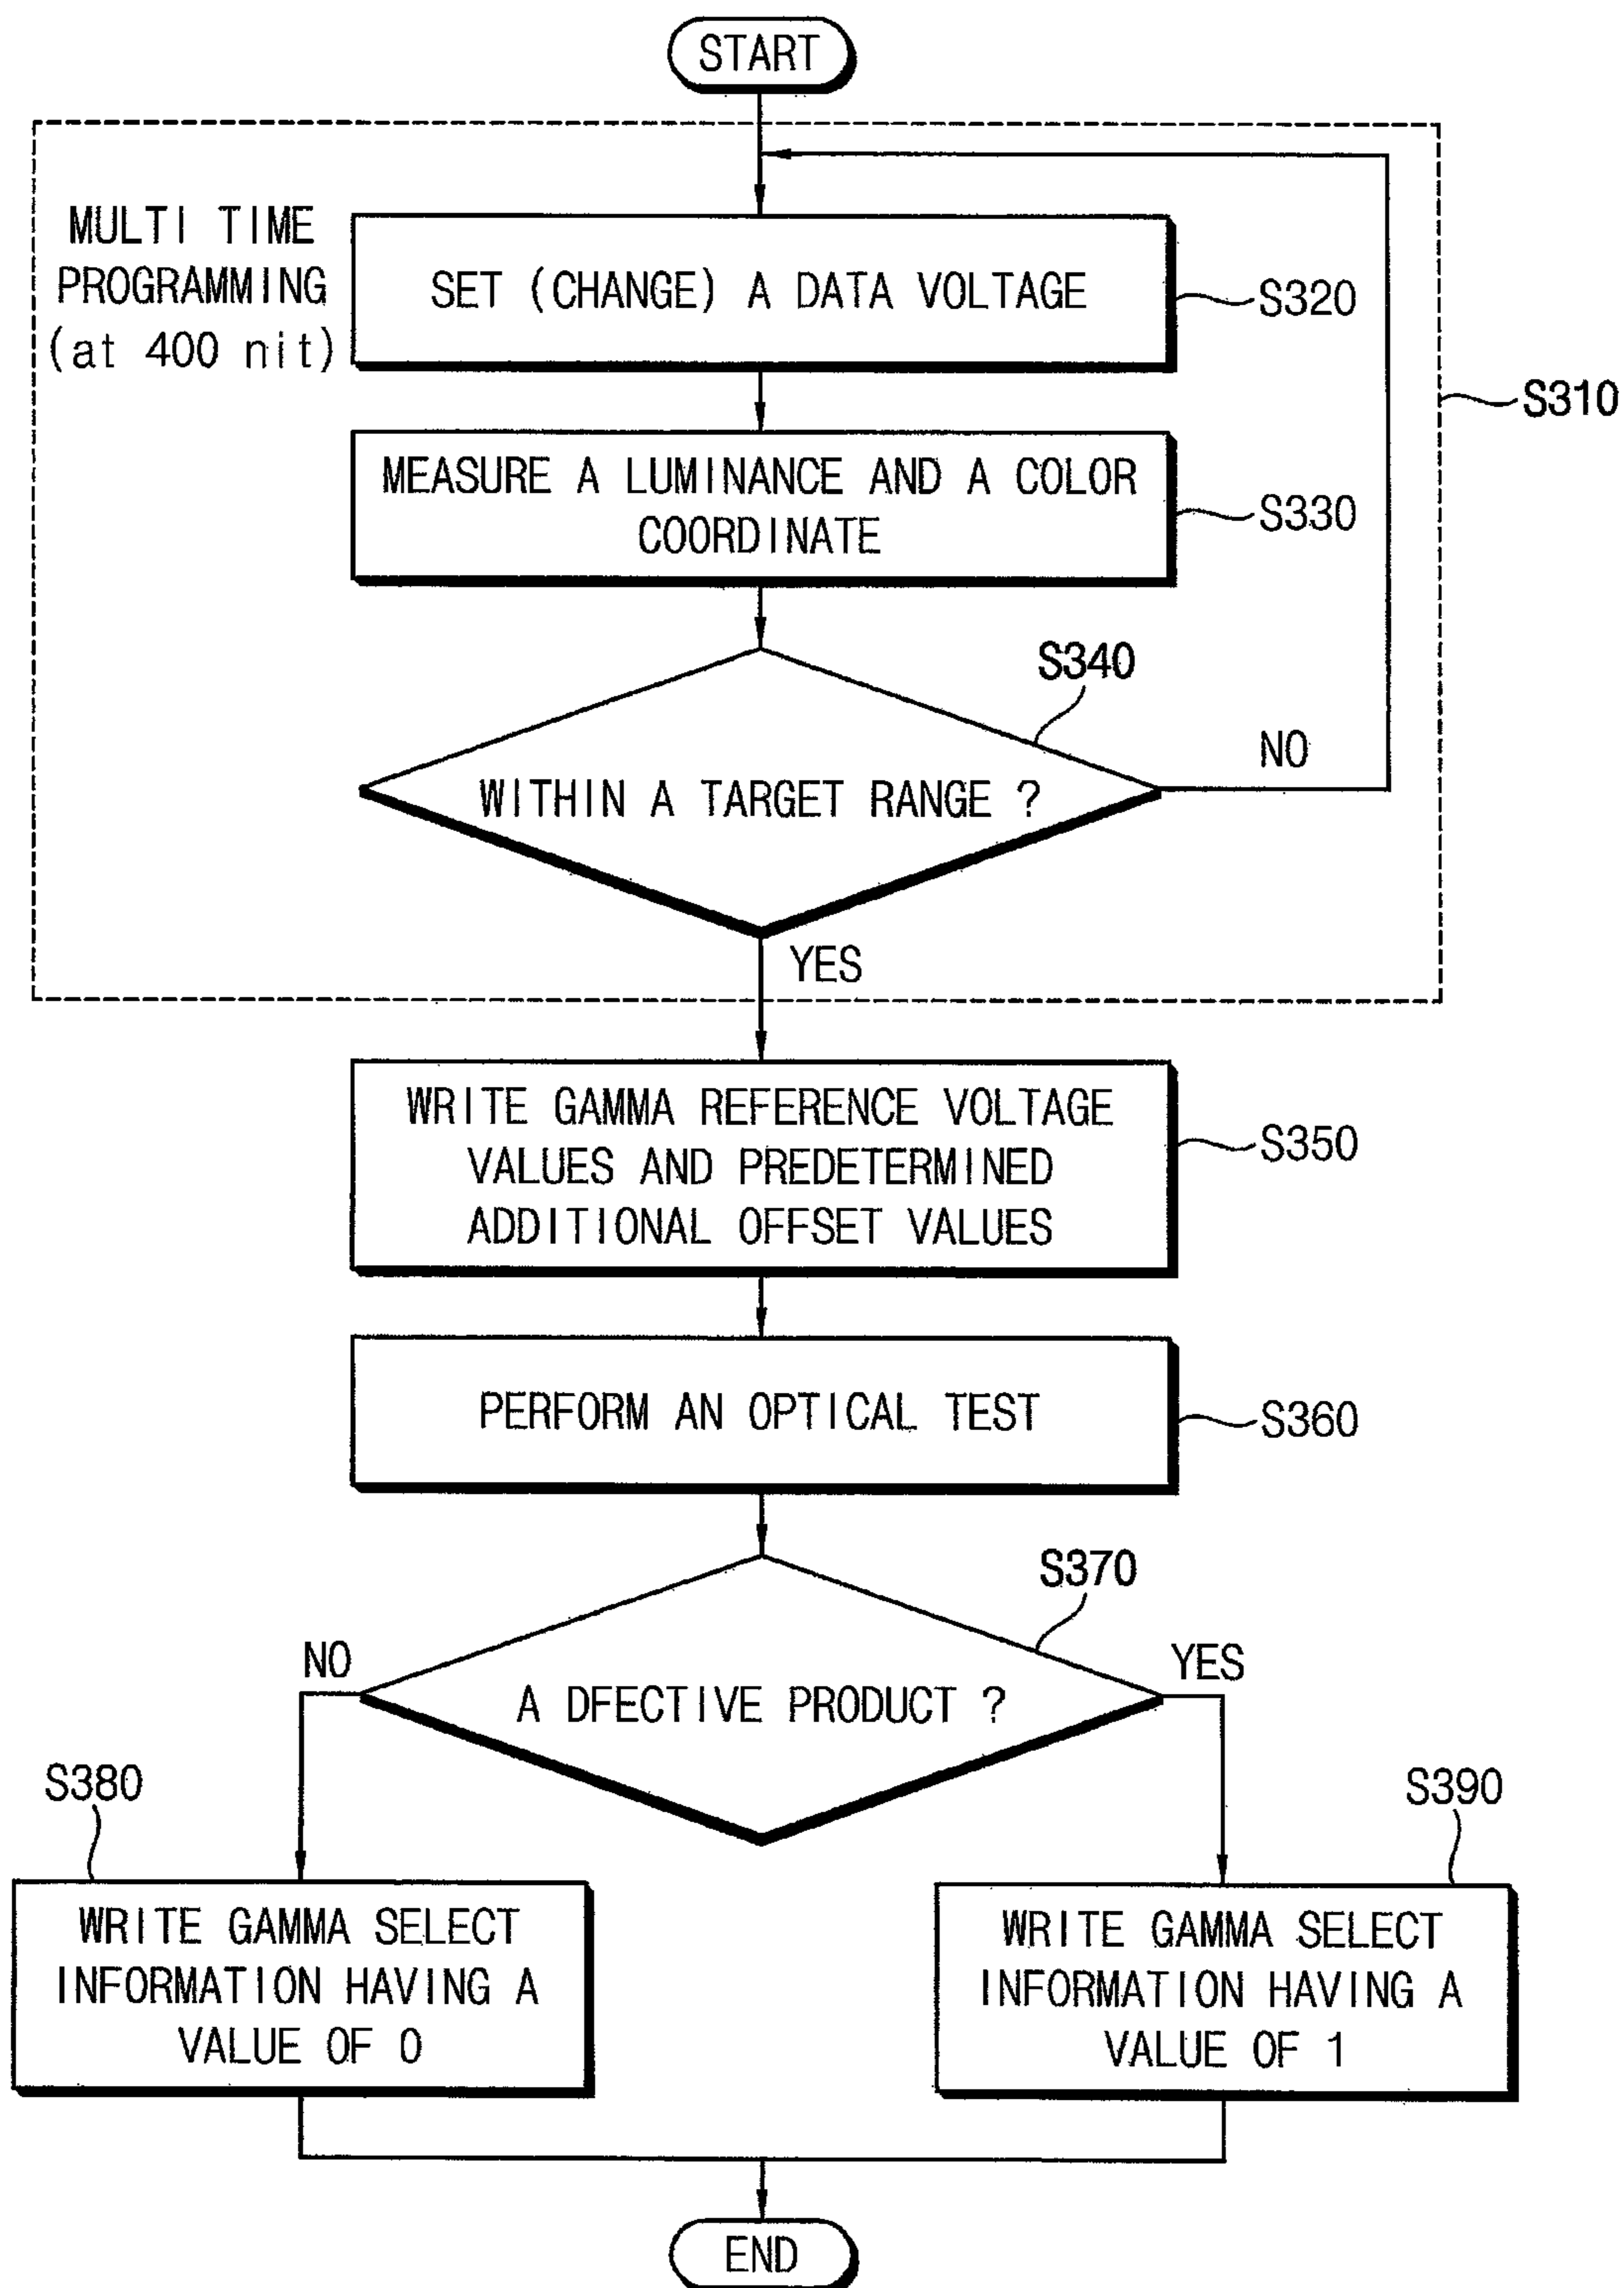 START
MULTI TIME
PROGRAMMING
(at 400 nit)
SET (CHANGE) A DATA VOLTAGE
S320
S310
MEASURE A LUMINANCE AND A COLOR
COORDINATE
S330
S340
WITHIN A TARGET RANGE ?
NO
YES
WRITE GAMMA REFERENCE VOLTAGE
VALUES AND PREDETERMINED
ADDITIONAL OFFSET VALUES
S350
PERFORM AN OPTICAL TEST
S360
S370
NO
YES
A DFECTIVE PRODUCT ?
S380
S390
WRITE GAMMA SELECT
INFORMATION HAVING A
VALUE OF 0
WRITE GAMMA SELECT
INFORMATION HAVING A
VALUE OF 1
END